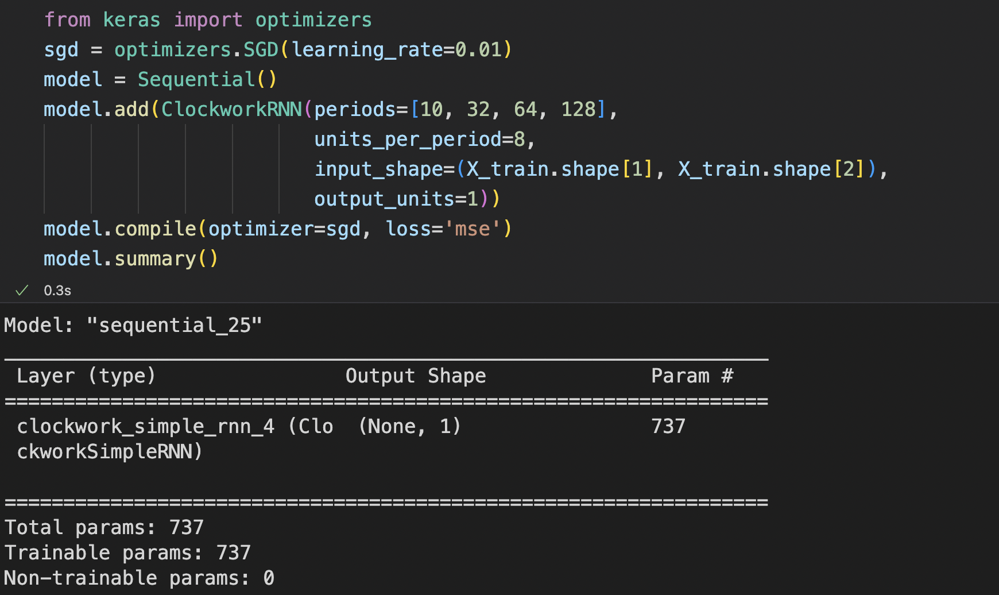 from keras import optimizers
sgd = optimizers.SGD(learning_rate=0.01)
model = Sequential()
model.add(ClockworkRNN(periods=[10, 32, 64, 128],
units_per_period=8,
input_shape=(X_train.shape[1], X_train.shape[2]),
output_units=1))
model.compile(optimizer=sgd, loss='mse')
model.summary()
✓ 0.3s
Model: "sequential_25"
_________________________________________________________________
Layer (type) Output Shape Param #
=================================================================
clockwork_simple_rnn_4 (Clo (None, 1) 737
ckworkSimpleRNN)
=================================================================
Total params: 737
Trainable params: 737
Non-trainable params: 0